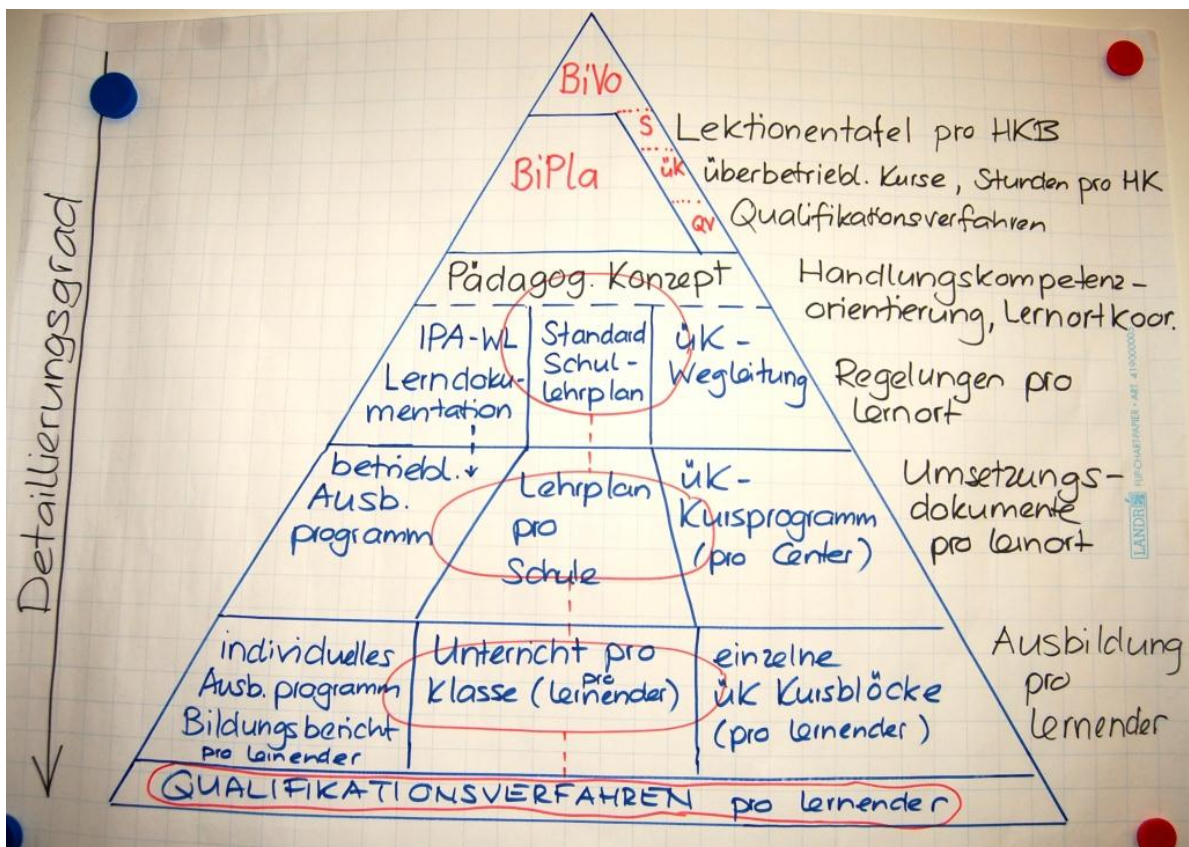 Detaillierungsgrad
BiVo
S Lektionentafel pro HKB
BiPla
üK überbetriebl. Kurse, Stunden pro HK
QV Qualifikationsverfahren
Pädagog. Konzept
Handlungskompetenz-
orientierung, Lernortkoor.
IPA-WL
Lerndoku-
mentation
Standard
Schul-
lehrplan
üK-
Wegleitung
Regelungen pro
Lernort
betriebl.
Ausb.
programm
Lehrplan
pro
Schule
üK-
Kursprogramm
(pro Center)
Umsetzungs-
dokumente
pro Lernort
individuelles
Ausb.programm
Bildungsbericht
pro Lernender
Unterricht pro
Klasse (pro Lernender)
einzelne
üK Kursblöcke
(pro Lernender)
Ausbildung
pro
Lernender
QUALIFIKATIONSVERFAHREN pro Lernender
LANDRÉ FLIPCHARTPAPIER